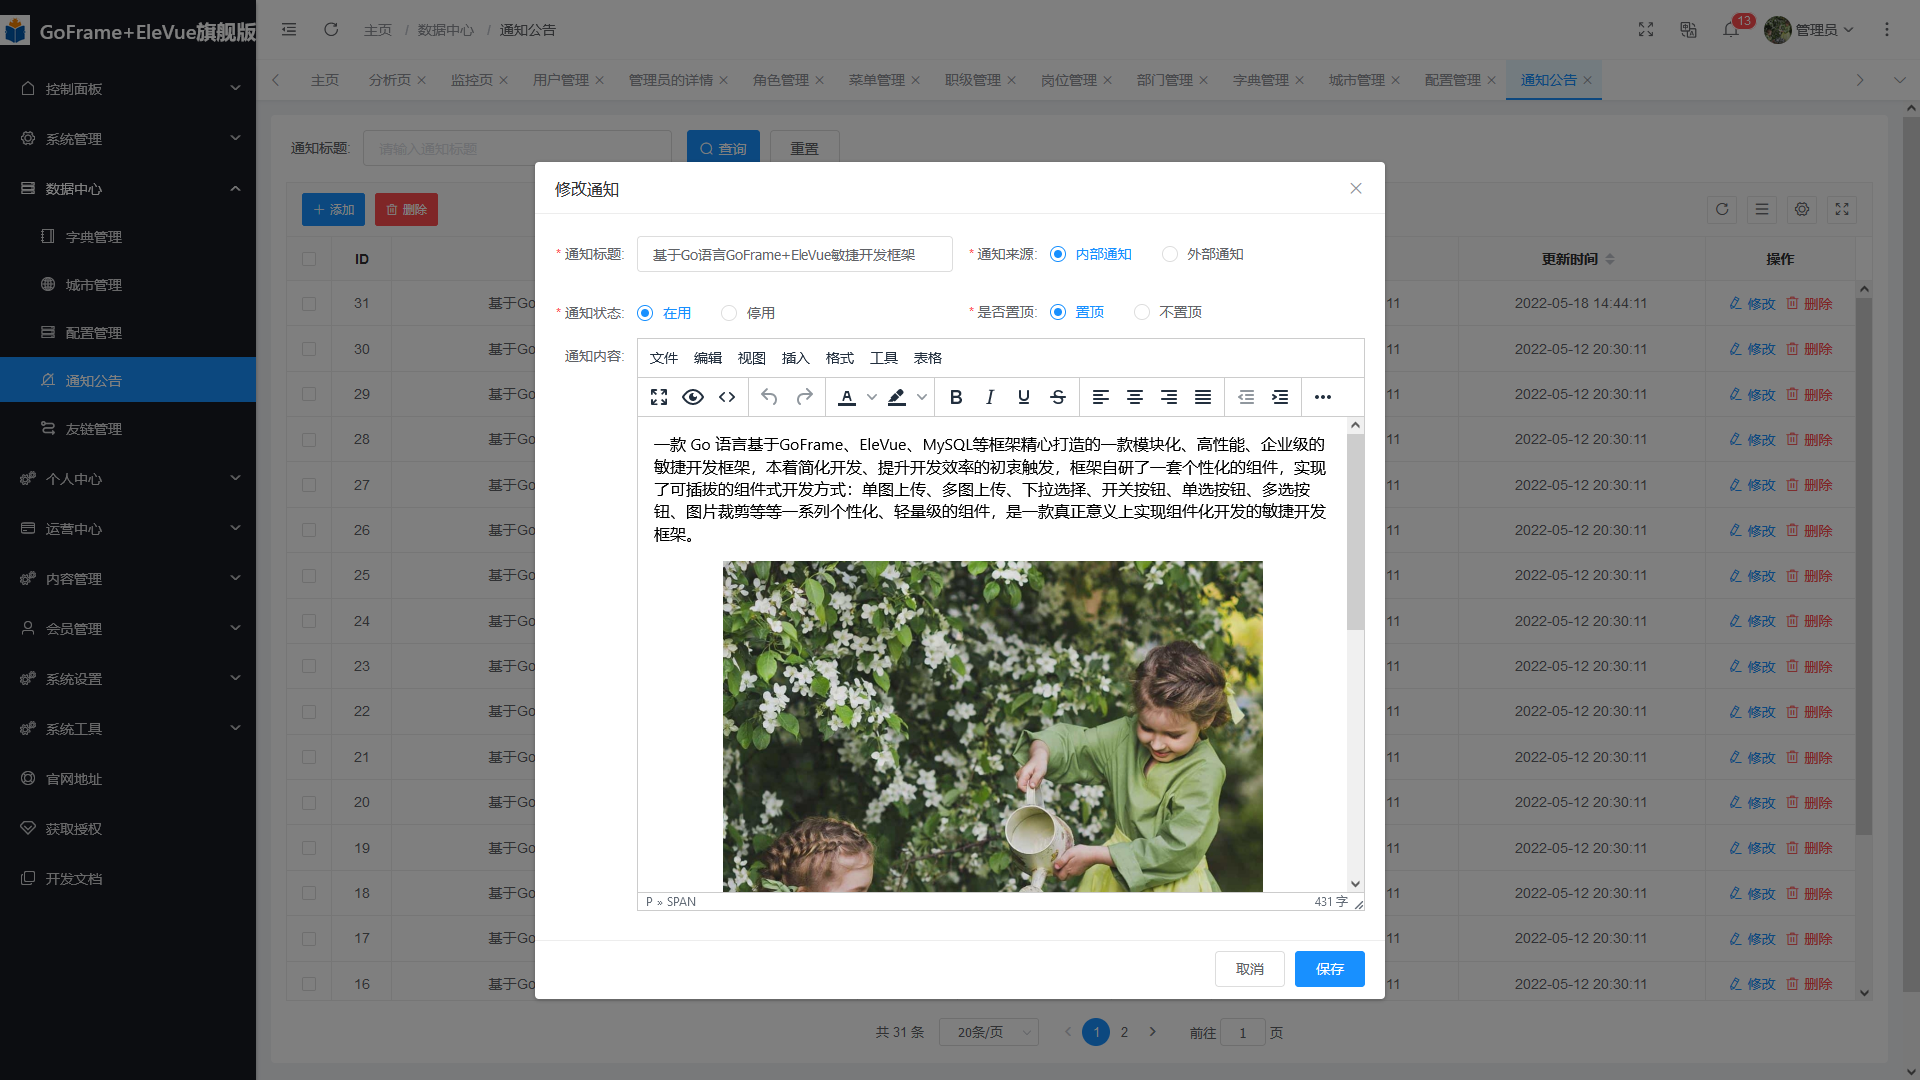 GoFrame+EleVue旗舰版
主页 / 数据中心 / 通知公告
13
管理员
主页 分析页 监控页 用户管理 管理员的详情 角色管理 菜单管理 职级管理 岗位管理 部门管理 字典管理 城市管理 配置管理 通知公告
控制面板
系统管理
数据中心
字典管理
城市管理
配置管理
通知公告
友链管理
个人中心
运营中心
内容管理
会员管理
系统设置
系统工具
官网地址
获取授权
开发文档
通知标题: 请输入通知标题 查询 重置
添加 删除
ID 更新时间 操作
31 基于Go 11 2022-05-18 14:44:11 修改 删除
30 基于Go 11 2022-05-12 20:30:11 修改 删除
29 基于Go 11 2022-05-12 20:30:11 修改 删除
28 基于Go 11 2022-05-12 20:30:11 修改 删除
27 基于Go 11 2022-05-12 20:30:11 修改 删除
26 基于Go 11 2022-05-12 20:30:11 修改 删除
25 基于Go 11 2022-05-12 20:30:11 修改 删除
24 基于Go 11 2022-05-12 20:30:11 修改 删除
23 基于Go 11 2022-05-12 20:30:11 修改 删除
22 基于Go 11 2022-05-12 20:30:11 修改 删除
21 基于Go 11 2022-05-12 20:30:11 修改 删除
20 基于Go 11 2022-05-12 20:30:11 修改 删除
19 基于Go 11 2022-05-12 20:30:11 修改 删除
18 基于Go 11 2022-05-12 20:30:11 修改 删除
17 基于Go 11 2022-05-12 20:30:11 修改 删除
16 基于Go 11 2022-05-12 20:30:11 修改 删除
共 31 条 20条/页 1 2 前往 1 页
修改通知
* 通知标题: 基于Go语言GoFrame+EleVue敏捷开发框架 * 通知来源: 内部通知 外部通知
* 通知状态: 在用 停用 * 是否置顶: 置顶 不置顶
通知内容: 文件 编辑 视图 插入 格式 工具 表格
一款 Go 语言基于GoFrame、EleVue、MySQL等框架精心打造的一款模块化、高性能、企业级的
敏捷开发框架，本着简化开发、提升开发效率的初衷触发，框架自研了一套个性化的组件，实现
了可插拔的组件式开发方式：单图上传、多图上传、下拉选择、开关按钮、单选按钮、多选按
钮、图片裁剪等等一系列个性化、轻量级的组件，是一款真正意义上实现组件化开发的敏捷开发
框架。
P » SPAN 431 字
取消 保存